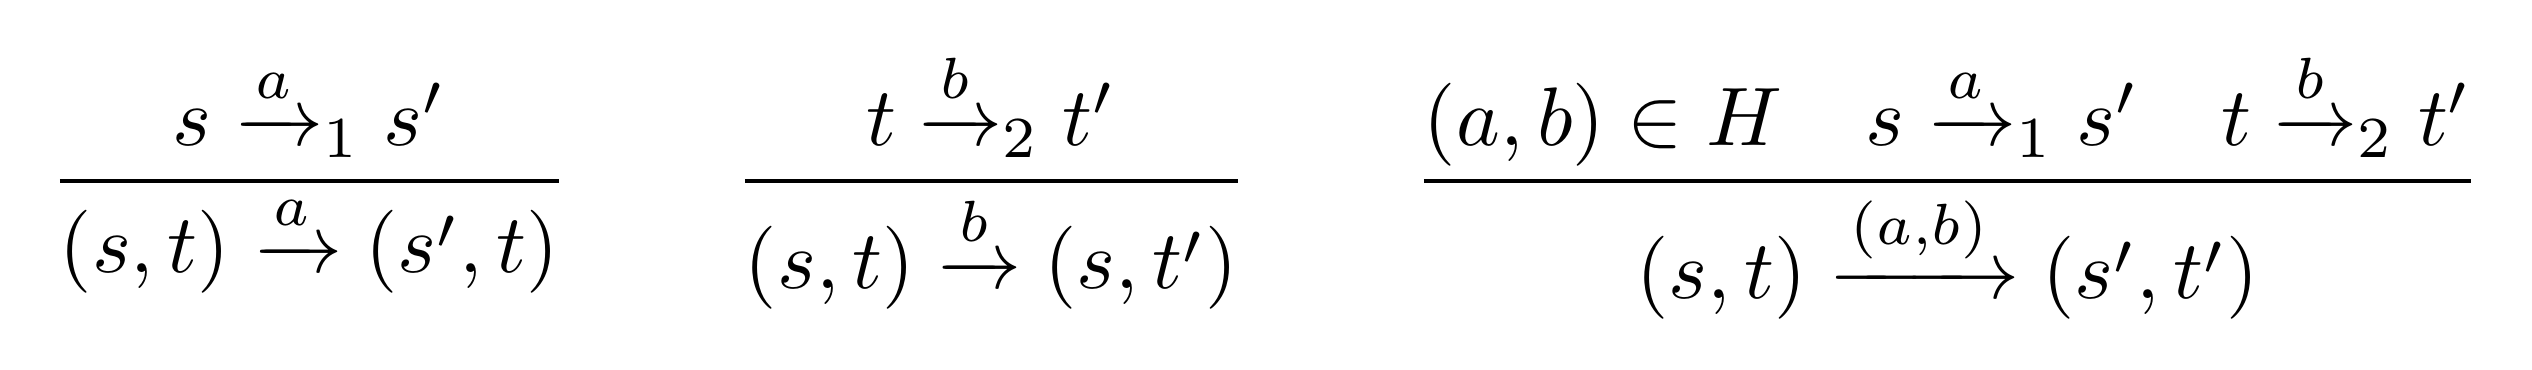 s →ᵃ₁ s′
(s, t) →ᵃ (s′, t)
t →ᵇ₂ t′
(s, t) →ᵇ (s, t′)
(a, b) ∈ H s →ᵃ₁ s′ t →ᵇ₂ t′
(s, t) →⁽ᵃ,ᵇ⁾ (s′, t′)